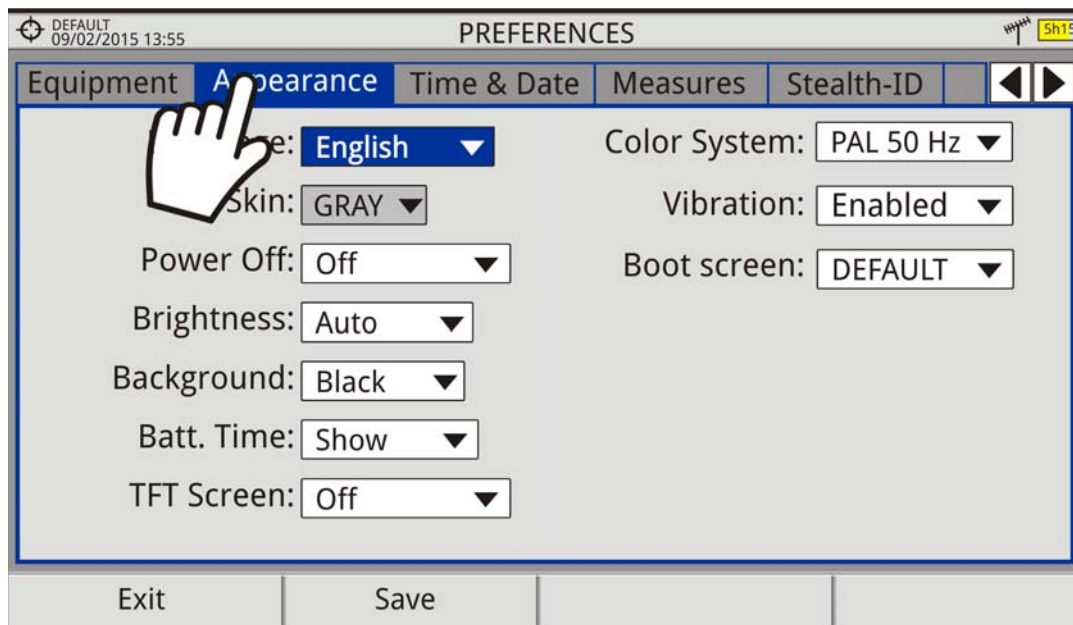 DEFAULT
09/02/2015 13:55
PREFERENCES
5h15
Equipment Appearance Time & Date Measures Stealth-ID
English
Skin: GRAY
Power Off: Off
Brightness: Auto
Background: Black
Batt. Time: Show
TFT Screen: Off
Color System: PAL 50 Hz
Vibration: Enabled
Boot screen: DEFAULT
Exit Save